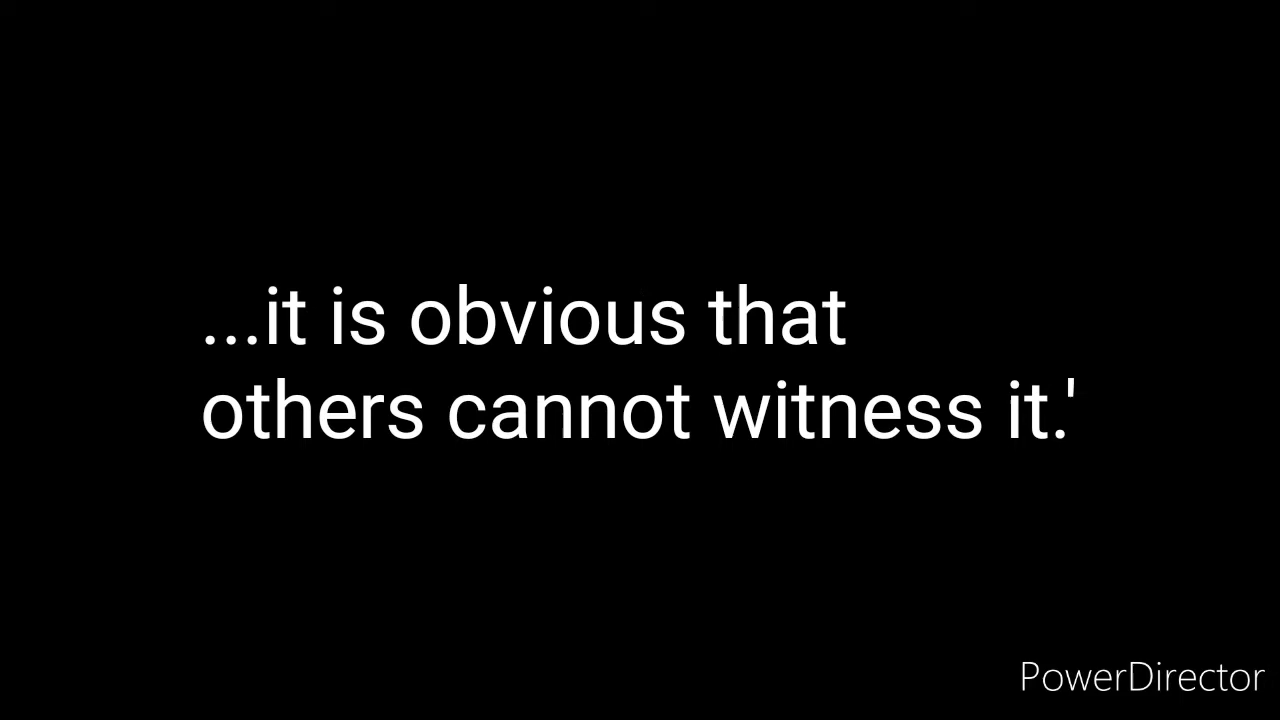 ...it is obvious that
others cannot witness it.'
PowerDirector